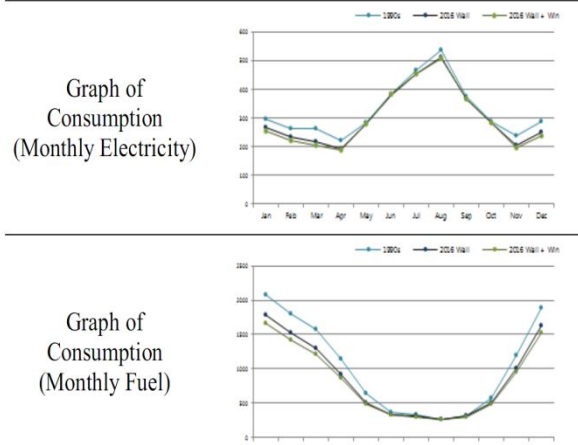 1990s 2016 Wall 2016 Wall + Win
Graph of
Consumption
(Monthly Electricity)
600
500
400
300
200
100
0
Jan Feb Mar Apr May Jun Jul Aug Sep Oct Nov Dec
1990s 2016 Wall 2016 Wall + Win
Graph of
Consumption
(Monthly Fuel)
2500
2000
1500
1000
500
0